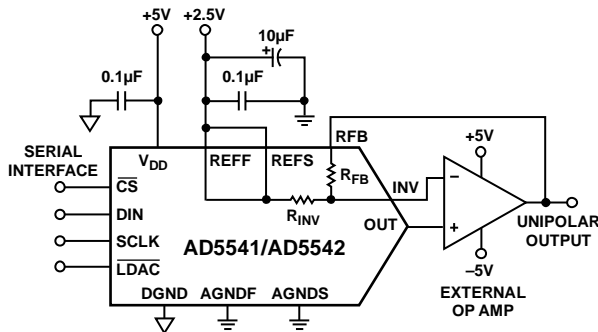 +5V
+2.5V
10µF
+
0.1µF
0.1µF
RFB
+5V
SERIAL
INTERFACE
VDD
REFF
REFS
RFB
INV
CS
RINV
−
UNIPOLAR
OUTPUT
DIN
OUT
+
SCLK
AD5541/AD5542
LDAC
–5V
DGND
AGNDF
AGNDS
EXTERNAL
OP AMP